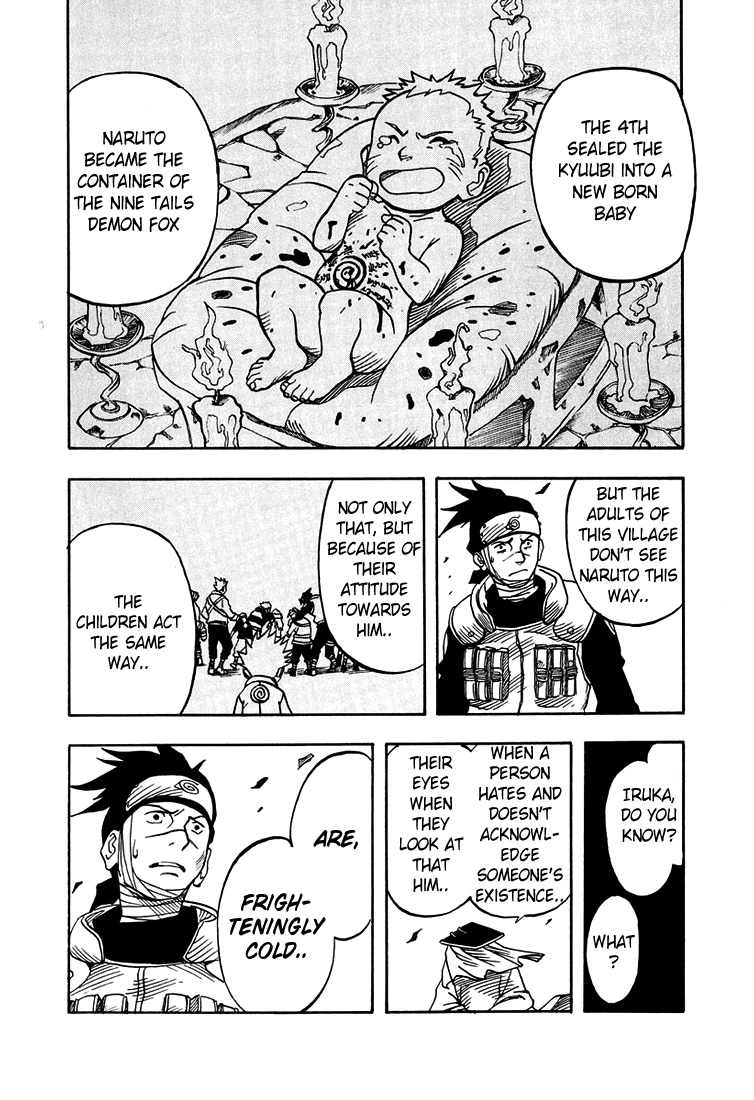 THE 4TH
SEALED THE
KYUUBI INTO A
NEW BORN
BABY
NARUTO
BECAME THE
CONTAINER OF
THE NINE TAILS
DEMON FOX
BUT THE
ADULTS OF
THIS VILLAGE
DON'T SEE
NARUTO THIS
WAY..
NOT ONLY
THAT, BUT
BECAUSE OF
THEIR
ATTITUDE
TOWARDS
HIM..
THE
CHILDREN ACT
THE SAME
WAY..
IRUKA,
DO YOU
KNOW?
WHAT
?
WHEN A
PERSON
HATES AND
DOESN'T
ACKNOWL-
EDGE
SOMEONE'S
EXISTENCE..
THEIR
EYES
WHEN
THEY
LOOK AT
THAT
HIM..
ARE,
FRIGH-
TENINGLY
COLD..